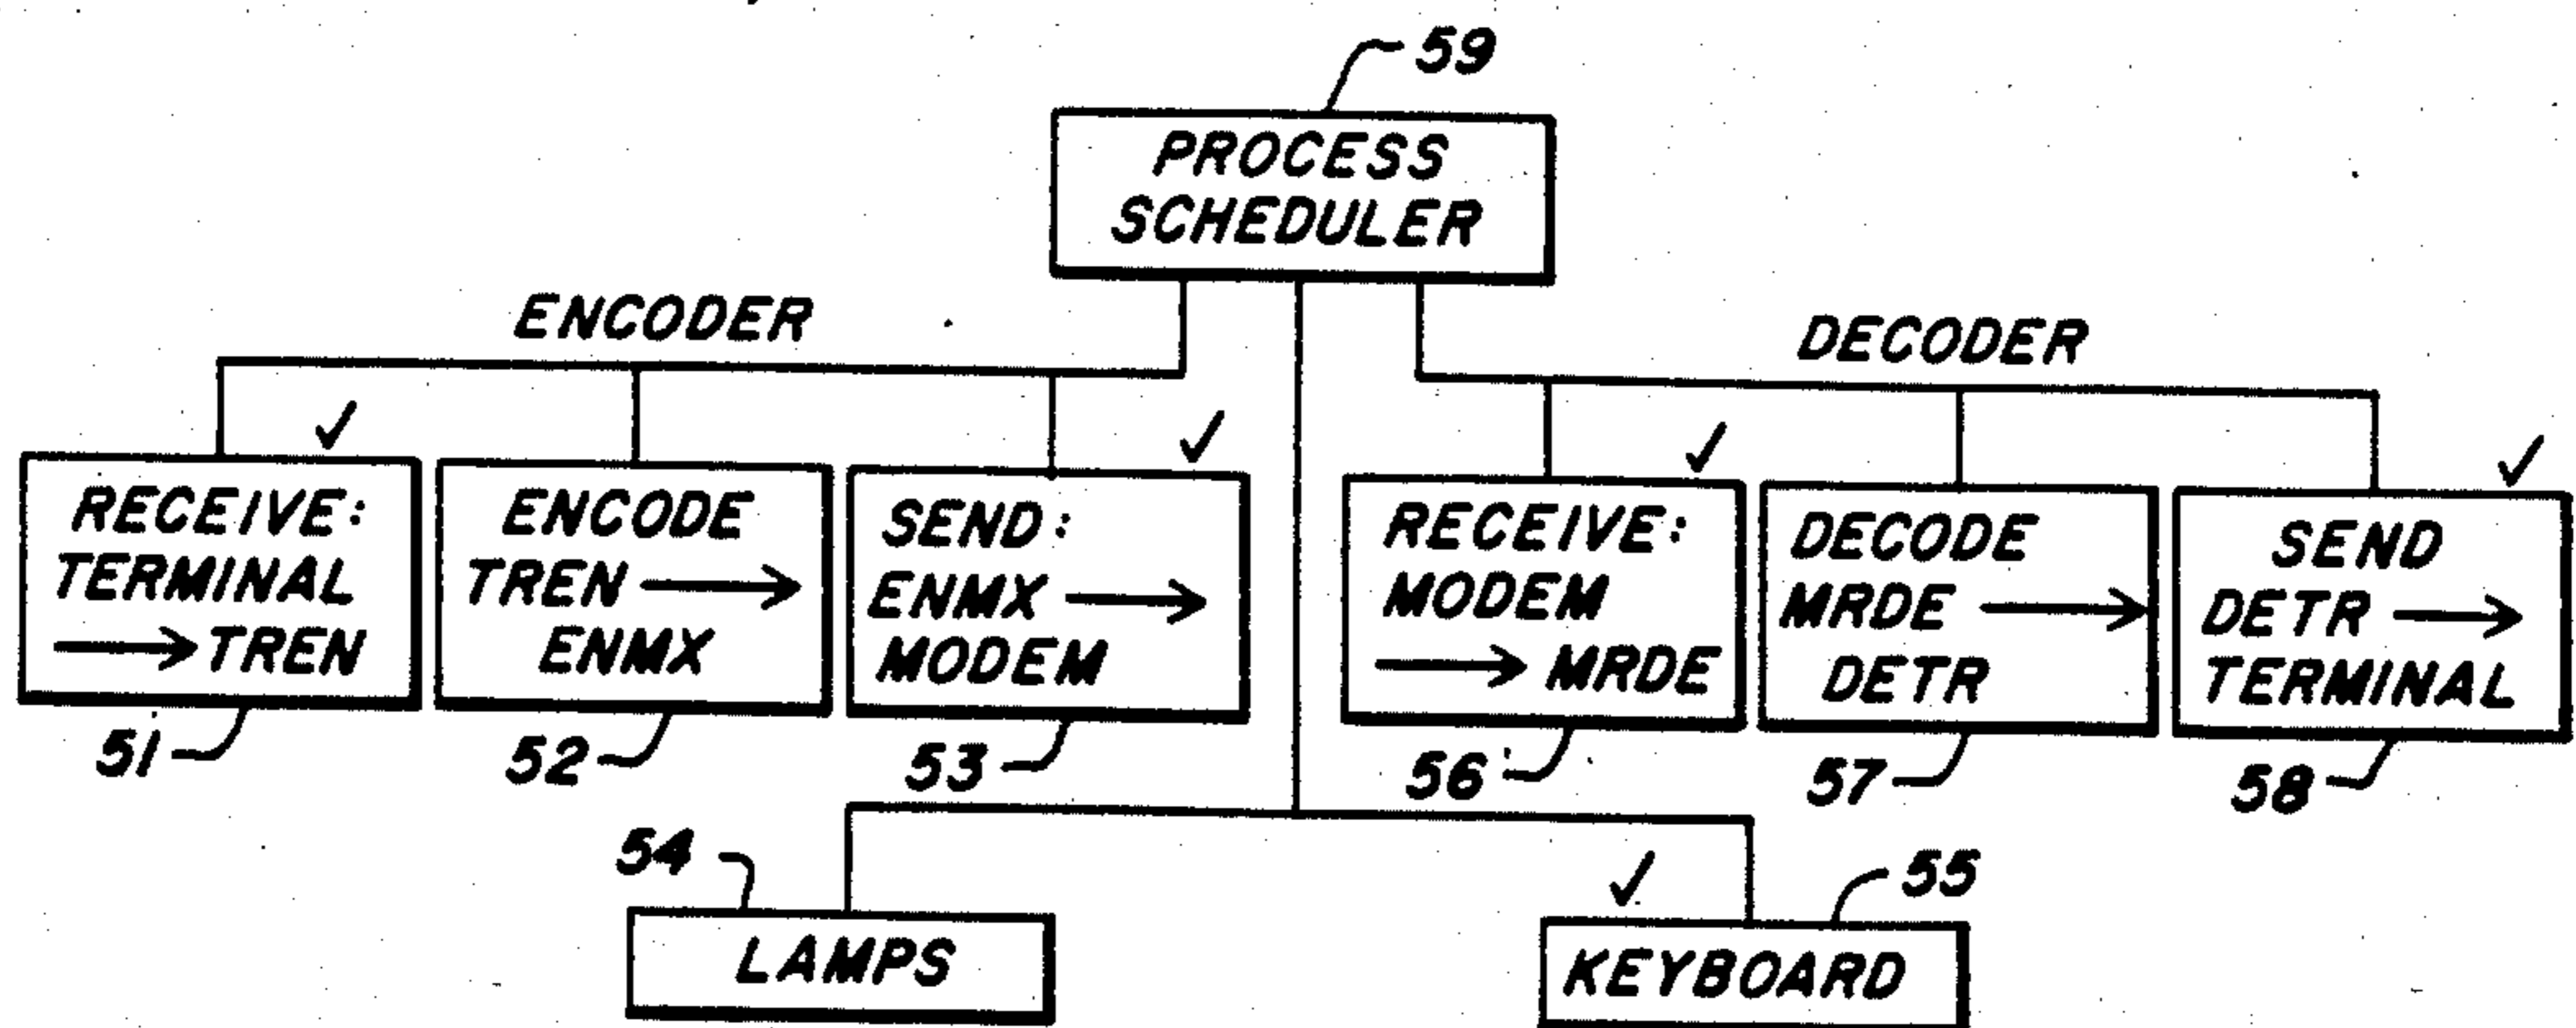 59
PROCESS
SCHEDULER
ENCODER
DECODER
✓
✓
✓
✓
RECEIVE:
TERMINAL
→ TREN
ENCODE
TREN →
ENMX
SEND:
ENMX →
MODEM
RECEIVE:
MODEM
→ MRDE
DECODE
MRDE →
DETR
SEND
DETR →
TERMINAL
51
52
53
56
57
58
54
✓
55
LAMPS
KEYBOARD